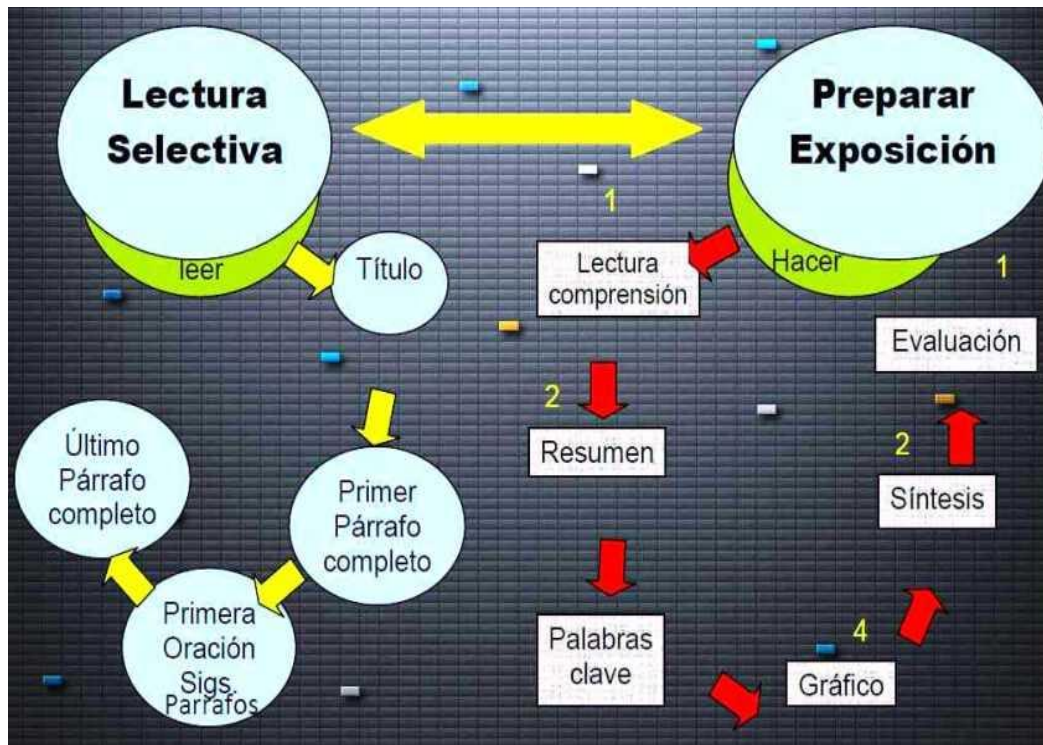 Lectura
Selectiva
leer
Título
Primer
Párrafo
completo
Primera
Oración
Sigs.
Parrafos
Último
Párrafo
completo
Preparar
Exposición
Hacer
1
Lectura
comprensión
2
Resumen
Palabras
clave
4
Gráfico
2
Síntesis
1
Evaluación